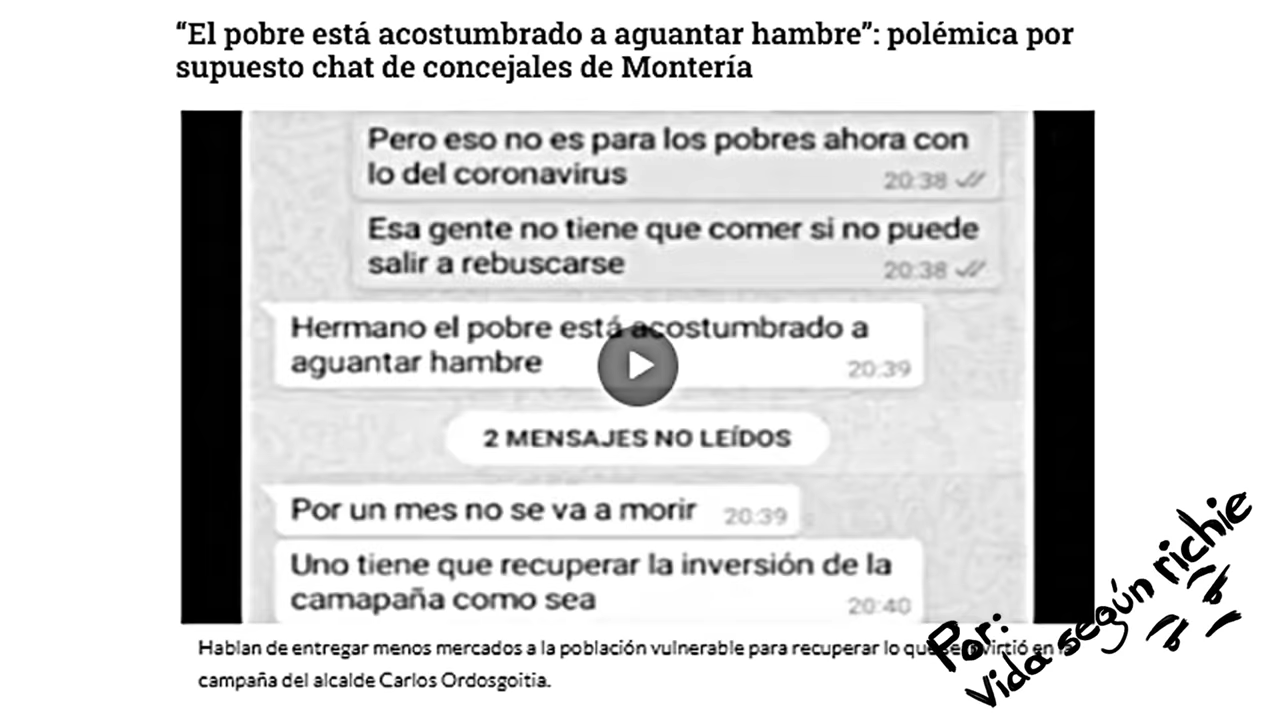 “El pobre está acostumbrado a aguantar hambre”: polémica por
supuesto chat de concejales de Montería
Pero eso no es para los pobres ahora con
lo del coronavirus
20:38
Esa gente no tiene que comer si no puede
salir a rebuscarse
20:38
Hermano el pobre está acostumbrado a
aguantar hambre
20:39
2 MENSAJES NO LEÍDOS
Por un mes no se va a morir 20:39
Uno tiene que recuperar la inversión de la
camapaña como sea
20:40
Hablan de entregar menos mercados a la población vulnerable para recuperar lo que en
campaña del alcalde Carlos Ordosgoitia.
Por:
Vida según richie